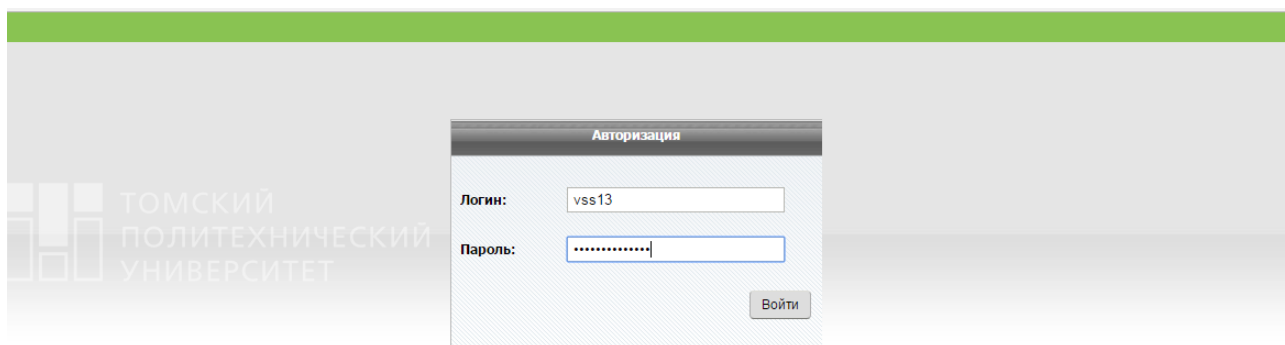 Авторизация
ТОМСКИЙ
ПОЛИТЕХНИЧЕСКИЙ
УНИВЕРСИТЕТ
Логин: vss13
Пароль: ••••••••••••••
Войти